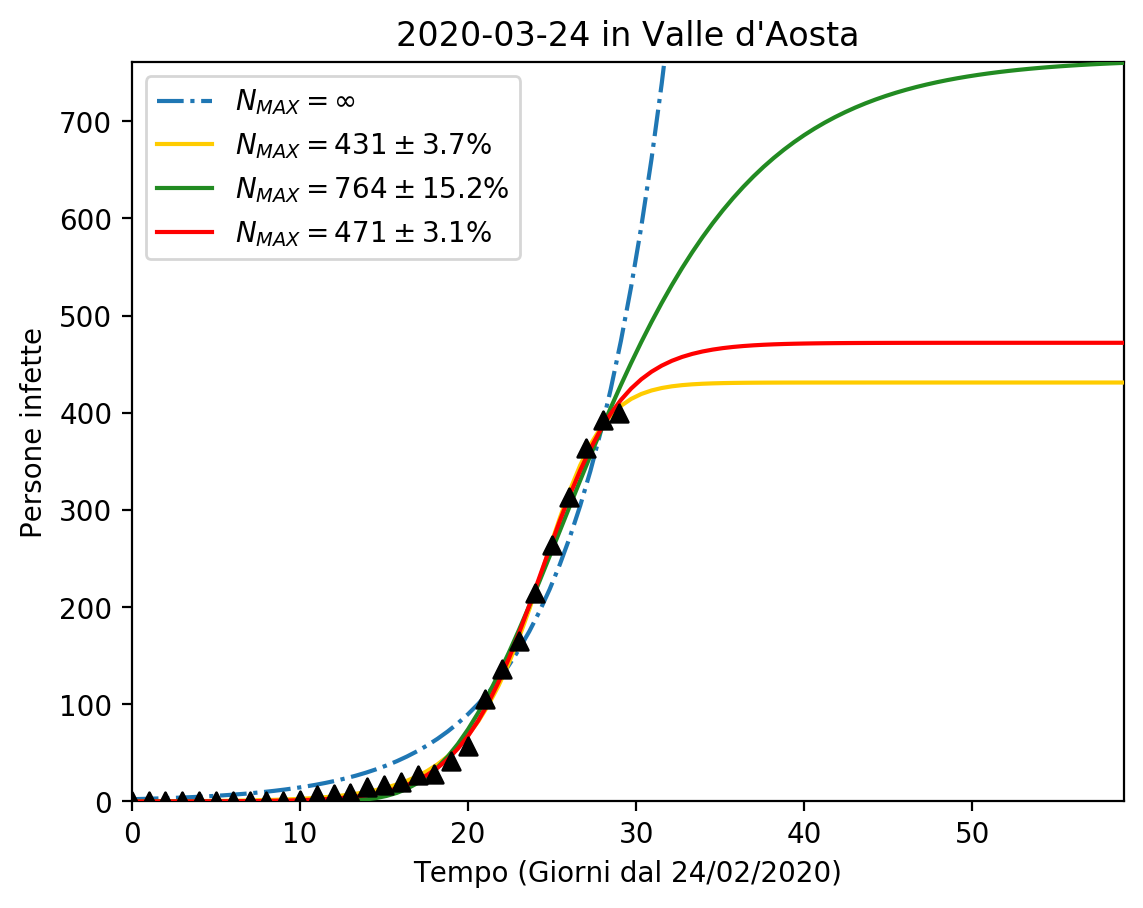 2020-03-24 in Valle d'Aosta
N_MAX = ∞
N_MAX = 431 ± 3.7%
N_MAX = 764 ± 15.2%
N_MAX = 471 ± 3.1%
700
600
500
400
300
200
100
0
Persone infette
0 10 20 30 40 50
Tempo (Giorni dal 24/02/2020)